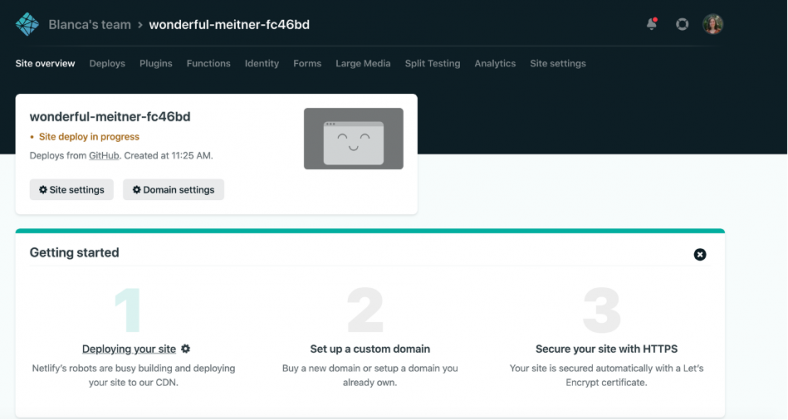 Blanca's team > wonderful-meitner-fc46bd
Site overview Deploys Plugins Functions Identity Forms Large Media Split Testing Analytics Site settings
wonderful-meitner-fc46bd
• Site deploy in progress
Deploys from GitHub. Created at 11:25 AM.
Site settings Domain settings
Getting started
1
Deploying your site
Netlify's robots are busy building and deploying
your site to our CDN.
2
Set up a custom domain
Buy a new domain or setup a domain you
already own.
3
Secure your site with HTTPS
Your site is secured automatically with a Let's
Encrypt certificate.